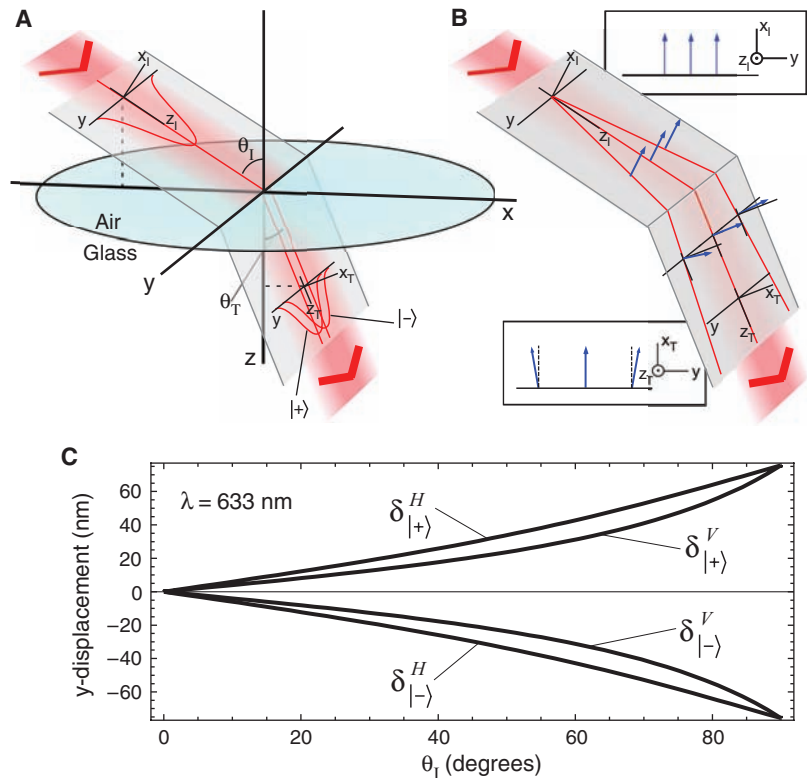 A
x_I
y
z_I
θ_I
x
Air
Glass
y
θ_T
x_T
z_T
y
|−⟩
|+⟩
z
B
x_I
z_I
y
x_I
y
z_I
x_T
y
z_T
x_T
z_T
y
C
λ = 633 nm
δ^H_|+⟩
δ^V_|+⟩
δ^V_|−⟩
δ^H_|−⟩
y-displacement (nm)
60
40
20
0
−20
−40
−60
0 20 40 60 80
θ_I (degrees)